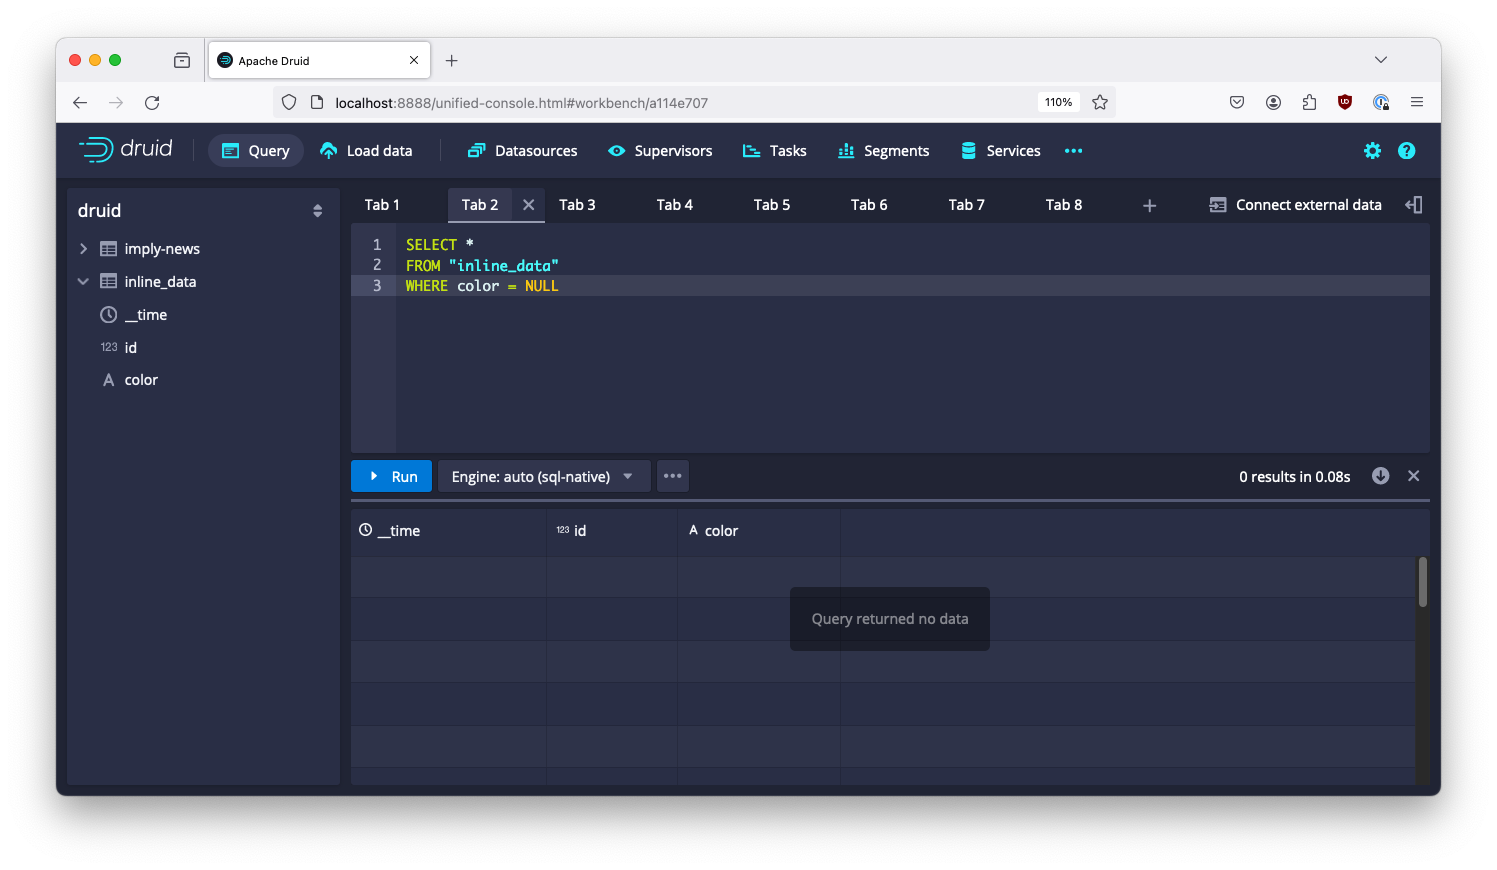 Apache Druid
localhost:8888/unified-console.html#workbench/a114e707
110%
druid
Query
Load data
Datasources
Supervisors
Tasks
Segments
Services
druid
imply-news
inline_data
__time
123 id
A color
Tab 1
Tab 2
Tab 3
Tab 4
Tab 5
Tab 6
Tab 7
Tab 8
Connect external data
1 SELECT *
2 FROM "inline_data"
3 WHERE color = NULL
Run
Engine: auto (sql-native)
0 results in 0.08s
__time
123 id
A color
Query returned no data